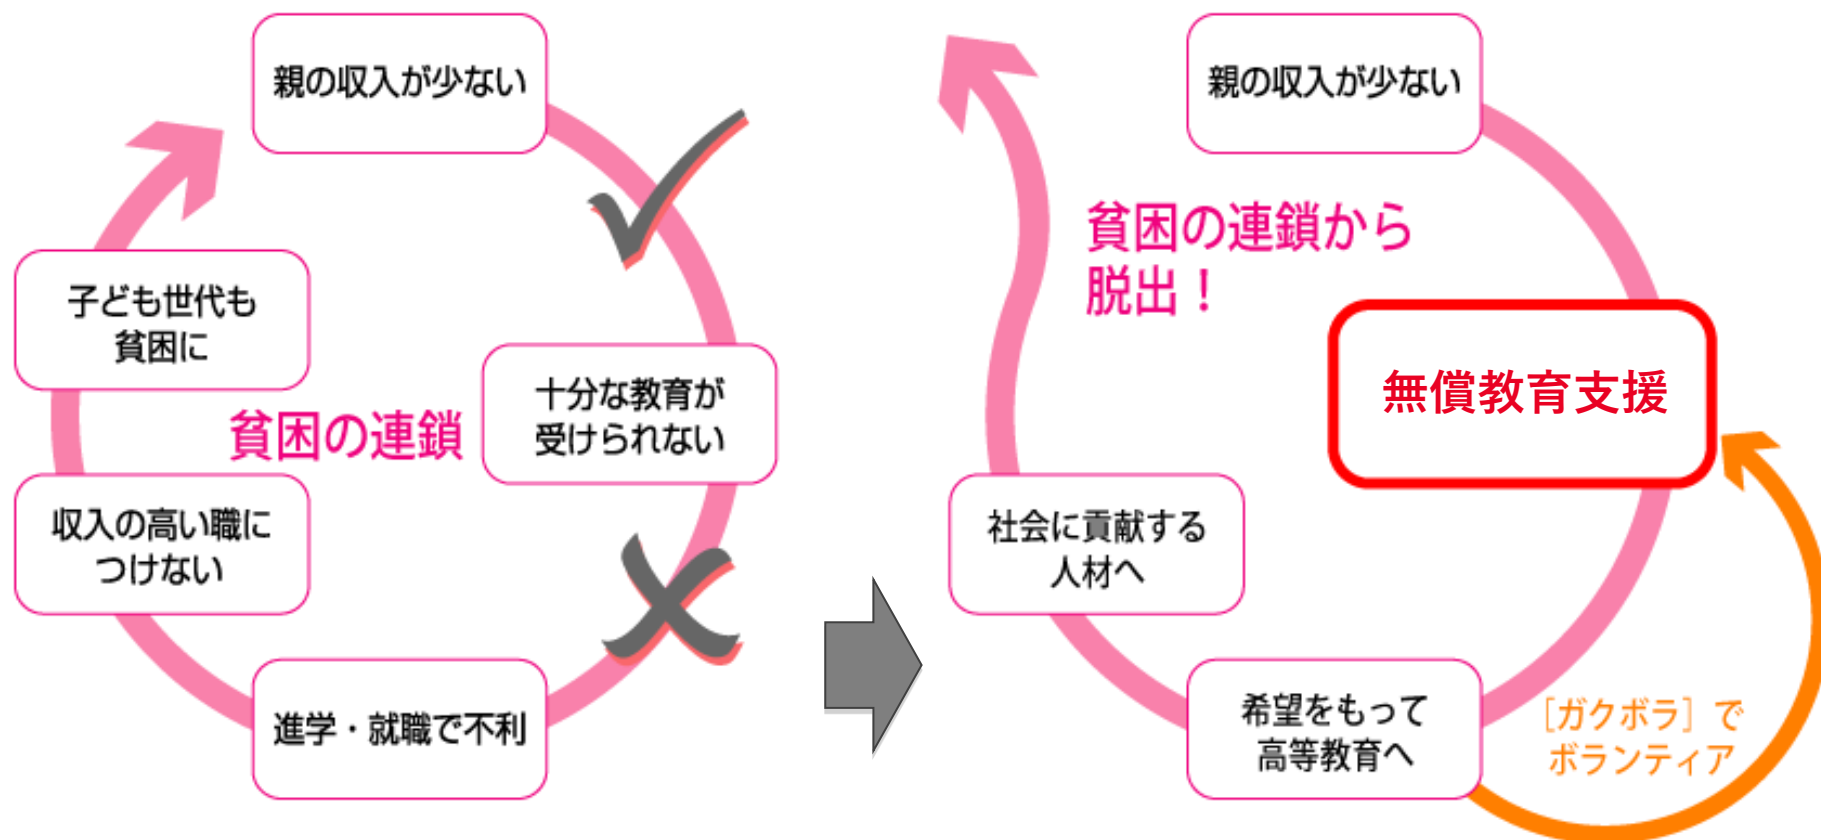 親の収入が少ない
十分な教育が
受けられない
進学・就職で不利
収入の高い職に
つけない
子ども世代も
貧困に
貧困の連鎖
親の収入が少ない
無償教育支援
希望をもって
高等教育へ
［ガクボラ］で
ボランティア
社会に貢献する
人材へ
貧困の連鎖から
脱出！